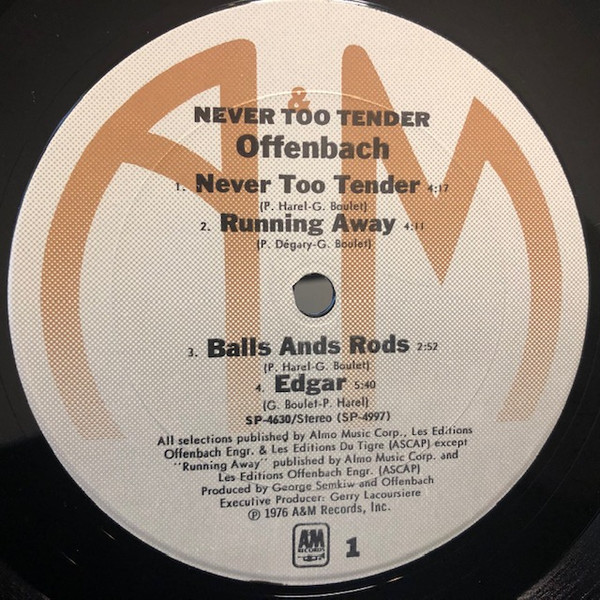 A & M
NEVER TOO TENDER
Offenbach
1. Never Too Tender 4:17
(P. Harel-G. Boulet)
2. Running Away 4:11
(P. Dégary-G. Boulet)
3. Balls Ands Rods 2:52
(P. Harel-G. Boulet)
4. Edgar 5:40
(G. Boulet-P. Harel)
SP-4630/Stereo (SP-4997)
All selections published by Almo Music Corp., Les Editions
Offenbach Engr. & Les Editions Du Tigre (ASCAP) except
"Running Away" published by Almo Music Corp. and
Les Editions Offenbach Engr. (ASCAP)
Produced by George Semkiw and Offenbach
Executive Producer: Gerry Lacoursiere
℗ 1976 A&M Records, Inc.
AM
RECORDS
1